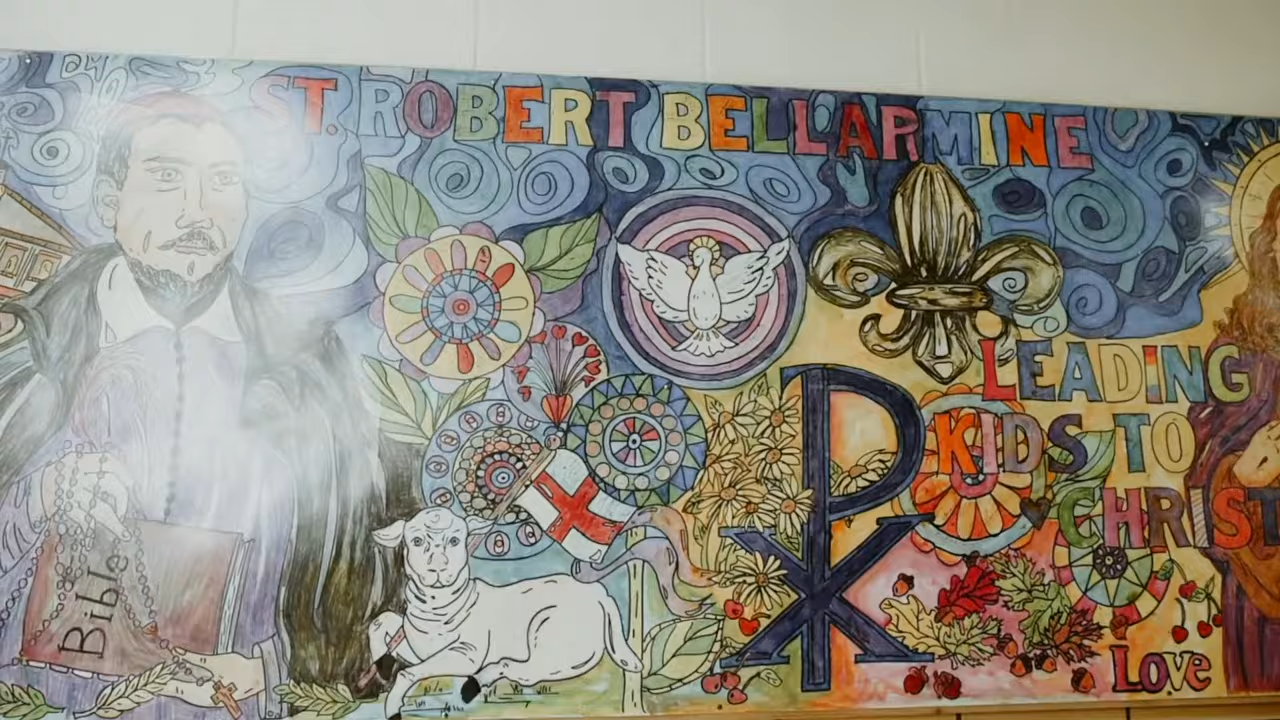 ST. ROBERT BELLARMINE
LEADING
KIDS TO
CHRIST
Bible
Love